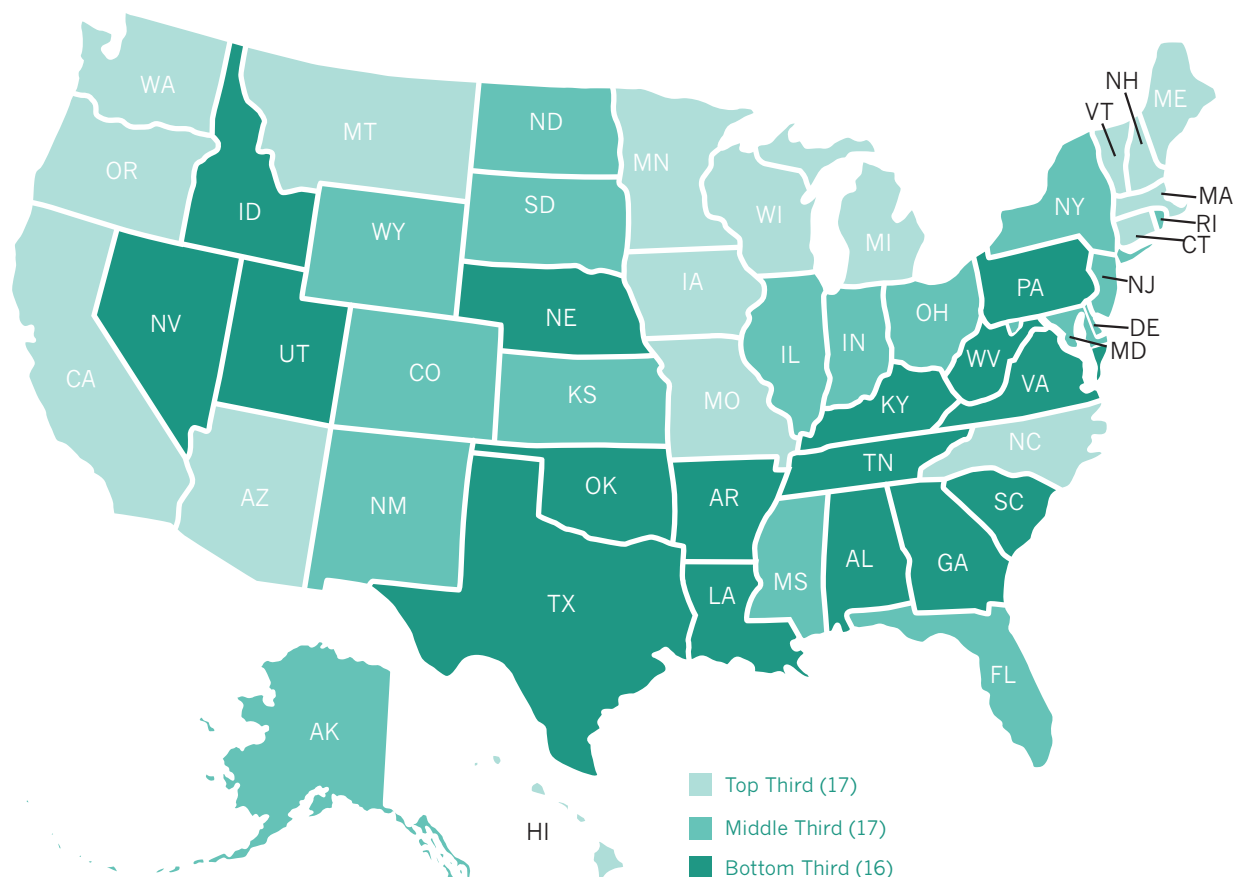 WA
MT
ND
MN
OR
ID
WY
SD
WI
MI
NH
VT
ME
NY
MA
RI
CT
NV
UT
CO
NE
IA
IL
IN
OH
PA
NJ
DE
MD
CA
KS
MO
KY
WV
VA
AZ
NM
OK
AR
TN
NC
SC
TX
LA
MS
AL
GA
FL
AK
HI
Top Third (17)
Middle Third (17)
Bottom Third (16)